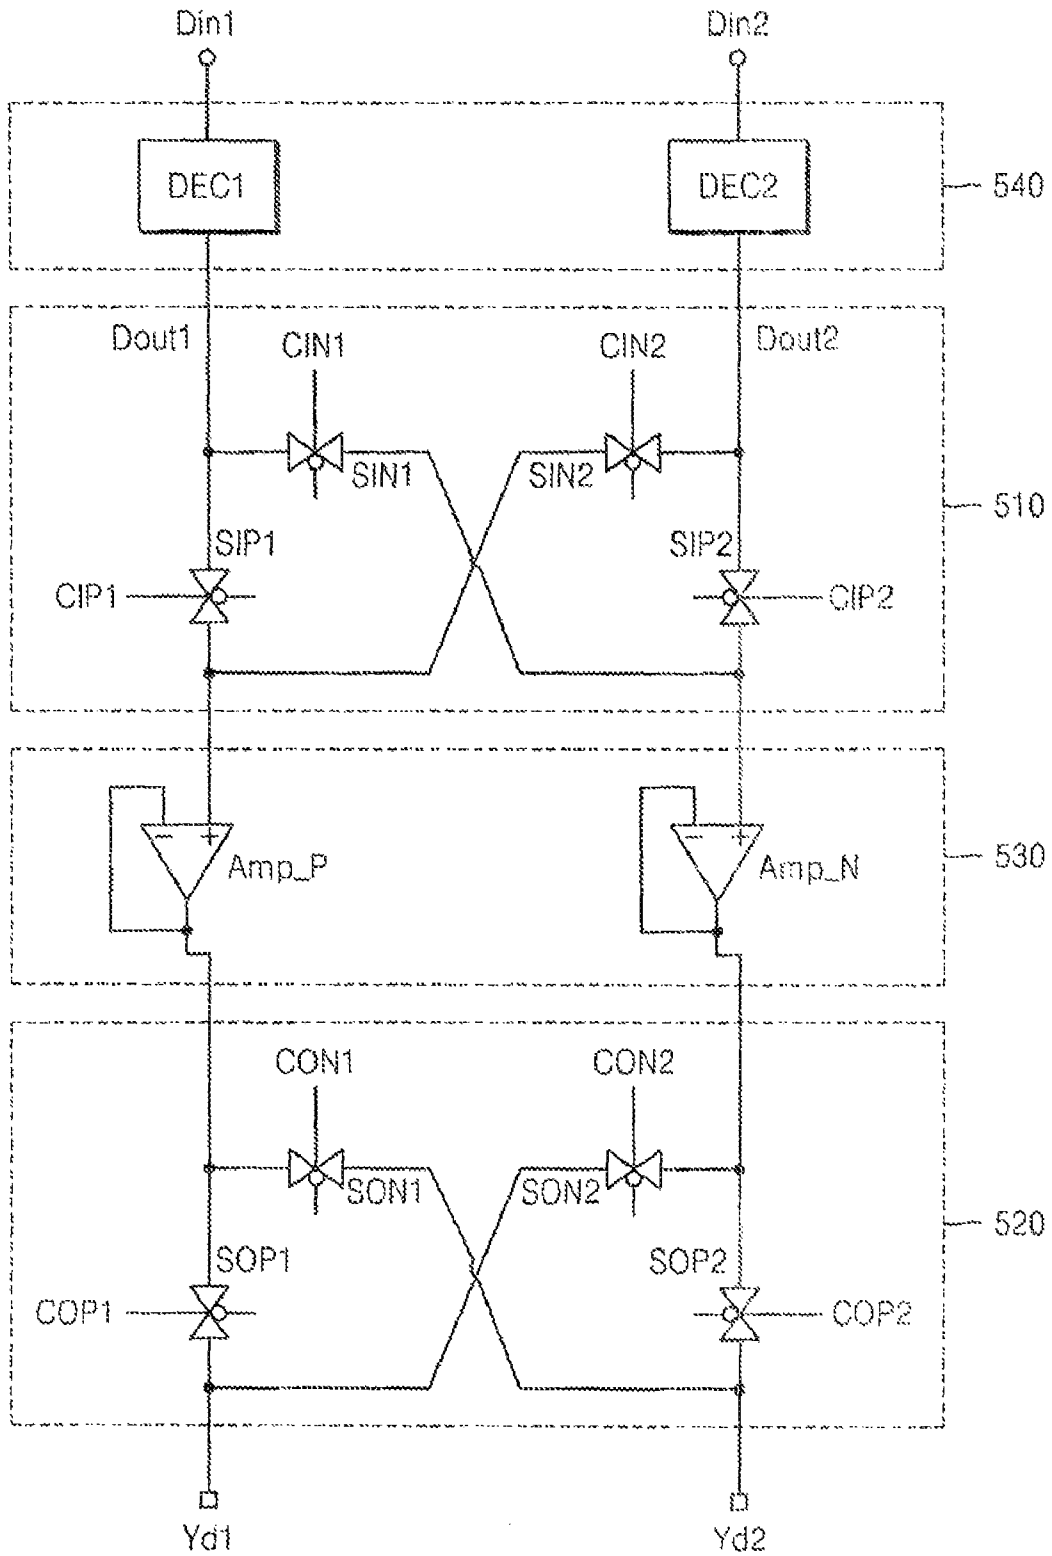 Din1 Din2
DEC1 DEC2 540
Dout1 CIN1 CIN2 Dout2
SIN1 SIN2
510
SIP1 SIP2
CIP1 CIP2
− + − +
Amp_P Amp_N 530
CON1 CON2
SON1 SON2
520
SOP1 SOP2
COP1 COP2
Yd1 Yd2